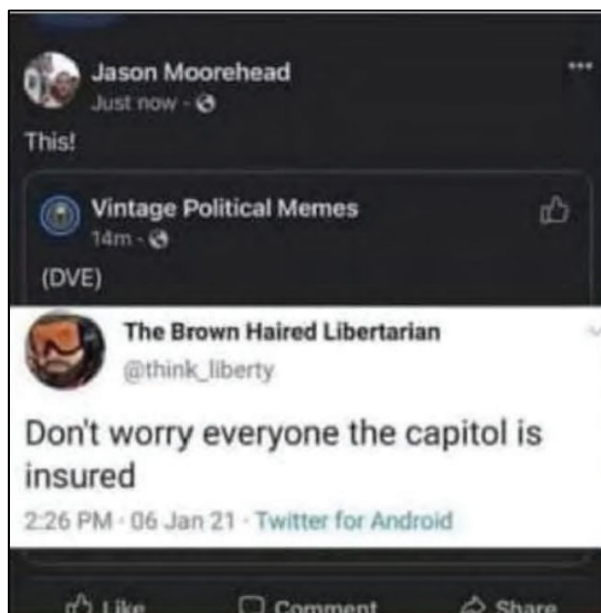 Jason Moorehead
Just now -
This!
Vintage Political Memes
14m -
(DVE)
The Brown Haired Libertarian
@think_liberty
Don't worry everyone the capitol is
insured
2:26 PM · 06 Jan 21 · Twitter for Android
Like Comment Share